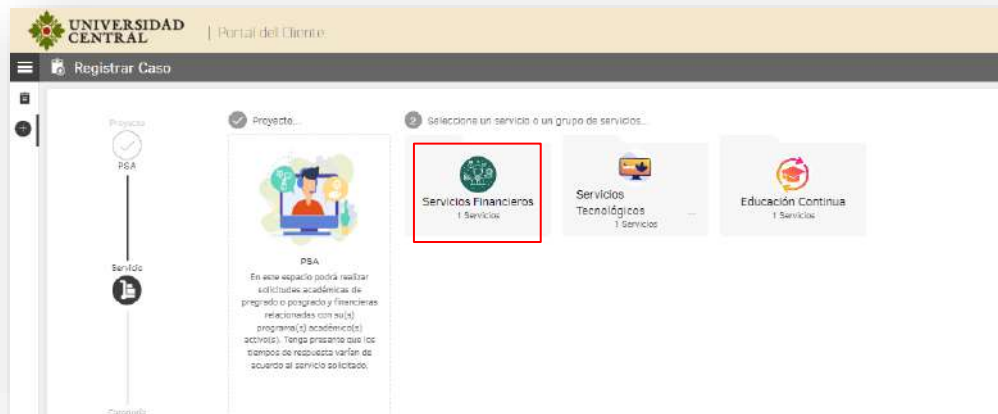 UNIVERSIDAD
CENTRAL
| Portal del Cliente
Registrar Caso
Proyecto
PSA
Servicio
Compañía
Proyecto...
PSA
En este espacio podrá realizar
solicitudes académicas de
pregrado o posgrado y financieras
relacionadas con su(s)
programa(s) académico(s)
activo(s). Tenga presente que los
tiempos de respuesta varían de
acuerdo al servicio solicitado.
2 Seleccione un servicio o un grupo de servicios...
Servicios Financieros
1 Servicios
Servicios
Tecnológicos ...
1 Servicios
Educación Continua
1 Servicios